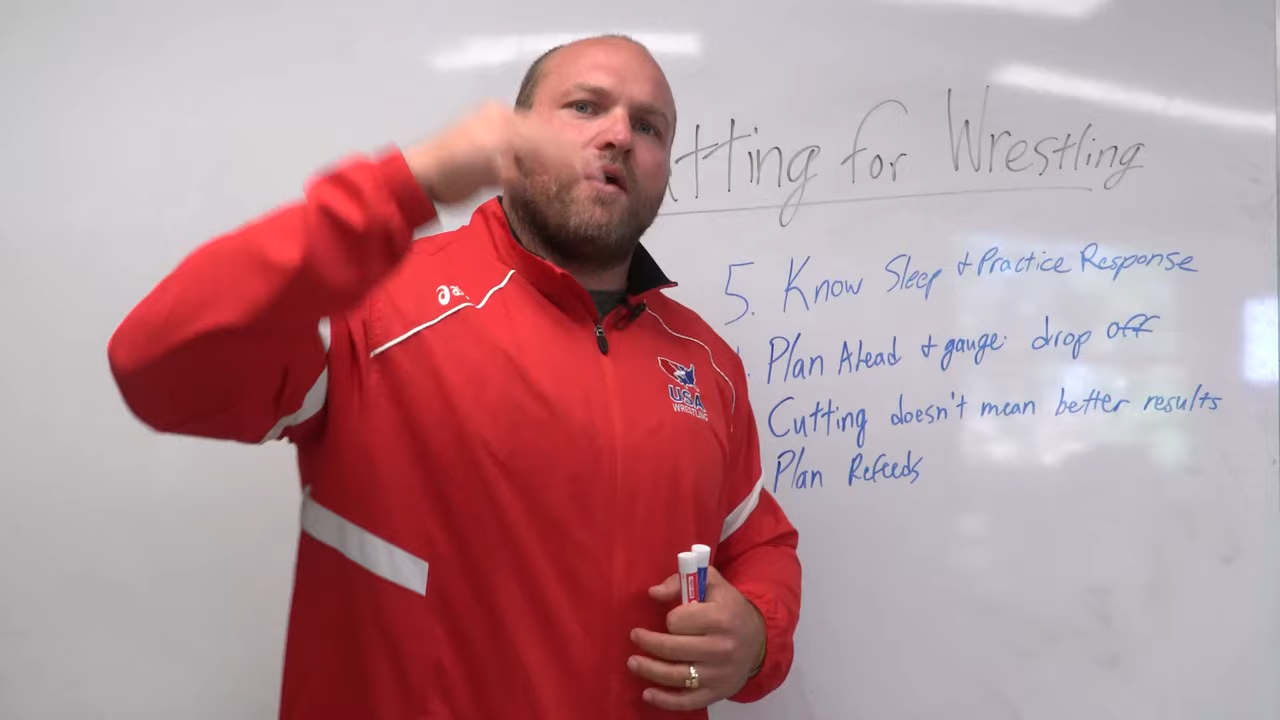 tting for Wrestling
5. Know Sleep + Practice Response
Plan Ahead + gauge drop off
Cutting doesn't mean better results
Plan Refeeds
as
USA
WRESTLING